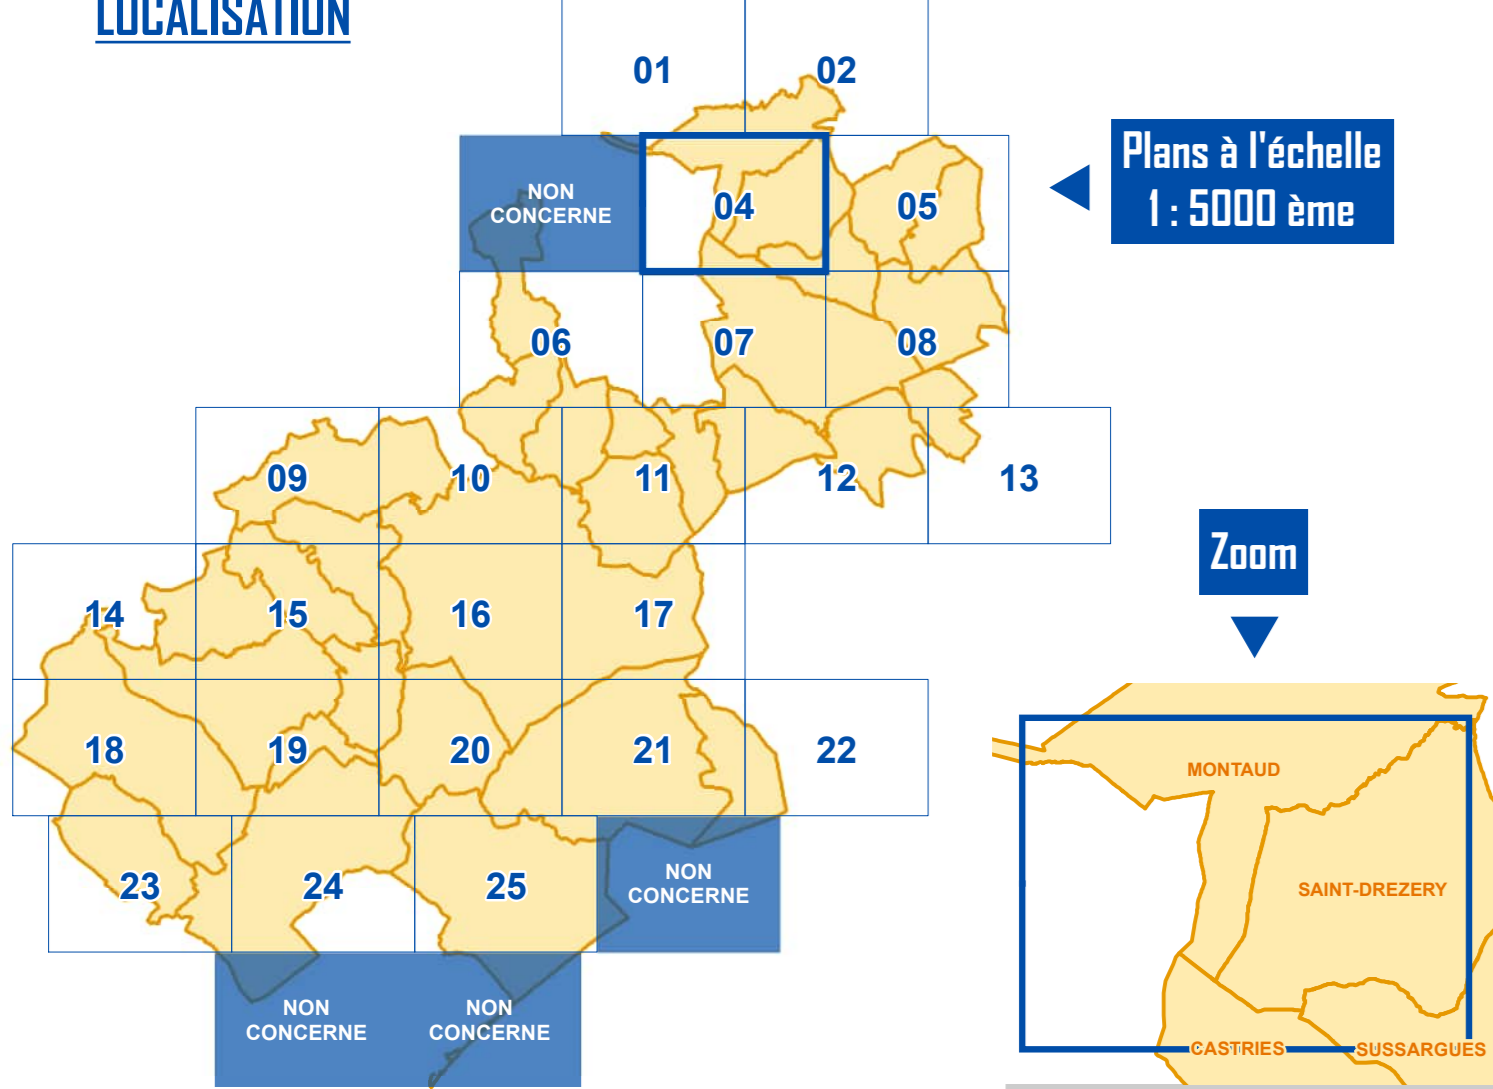 LOCALISATION
01
02
Plans à l'échelle
1 : 5000 ème
NON
CONCERNE
04
05
06
07
08
09
10
11
12
13
Zoom
14
15
16
17
18
19
20
21
22
MONTAUD
SAINT-DREZERY
CASTRIES
SUSSARGUES
23
24
25
NON
CONCERNE
NON
CONCERNE
NON
CONCERNE